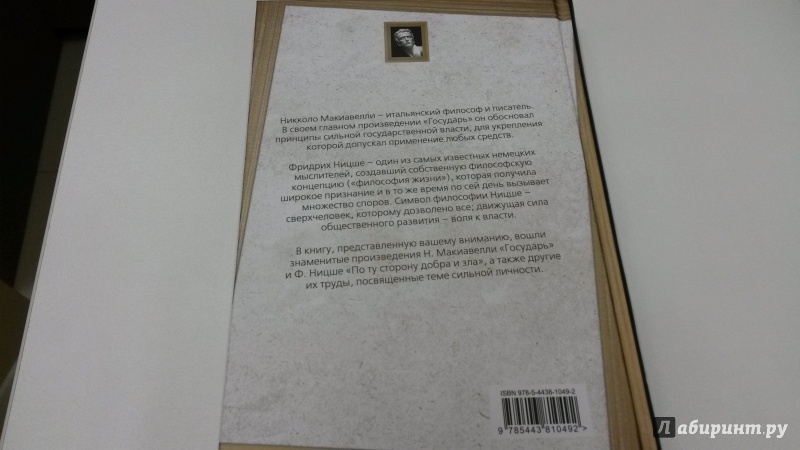 Никколо Макиавелли – итальянский философ и писатель.
В своем главном произведении «Государь» он обосновал
принципы сильной государственной власти, для укрепления
которой допускал применение любых средств.
Фридрих Ницше – один из самых известных немецких
мыслителей, создавший собственную философскую
концепцию («философия жизни»), которая получила
широкое признание и в то же время по сей день вызывает
множество споров. Символ философии Ницше –
сверхчеловек, которому дозволено все; движущая сила
общественного развития – воля к власти.
В книгу, представленную вашему вниманию, вошли
знаменитые произведения Н. Макиавелли «Государь»
и Ф. Ницше «По ту сторону добра и зла», а также другие
их труды, посвященные теме сильной личности.
ISBN 978-5-4438-1049-2
9 785443 810492 >
Лабиринт.ру